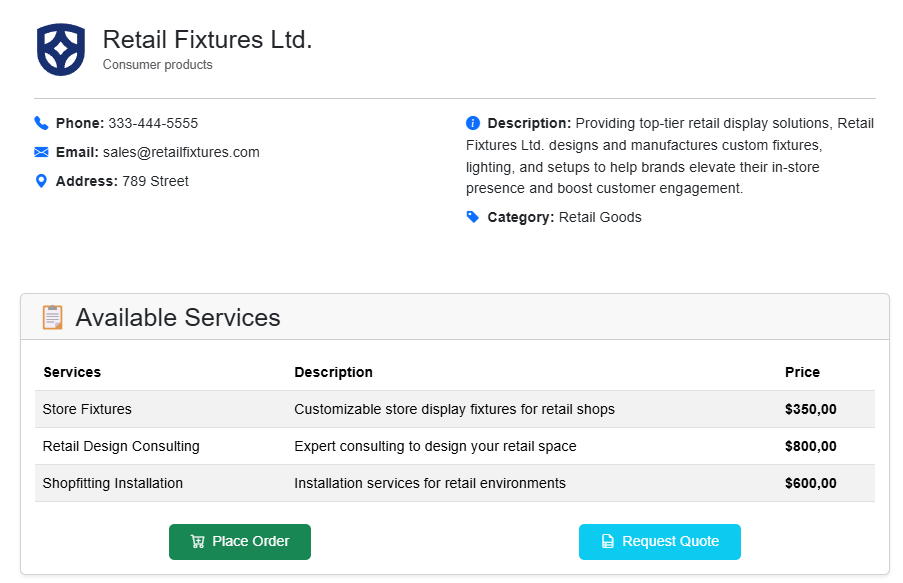 Retail Fixtures Ltd.
Consumer products
Phone: 333-444-5555
Email: sales@retailfixtures.com
Address: 789 Street
Description: Providing top-tier retail display solutions, Retail
Fixtures Ltd. designs and manufactures custom fixtures,
lighting, and setups to help brands elevate their in-store
presence and boost customer engagement.
Category: Retail Goods
Available Services
Services Description Price
Store Fixtures Customizable store display fixtures for retail shops $350,00
Retail Design Consulting Expert consulting to design your retail space $800,00
Shopfitting Installation Installation services for retail environments $600,00
Place Order Request Quote